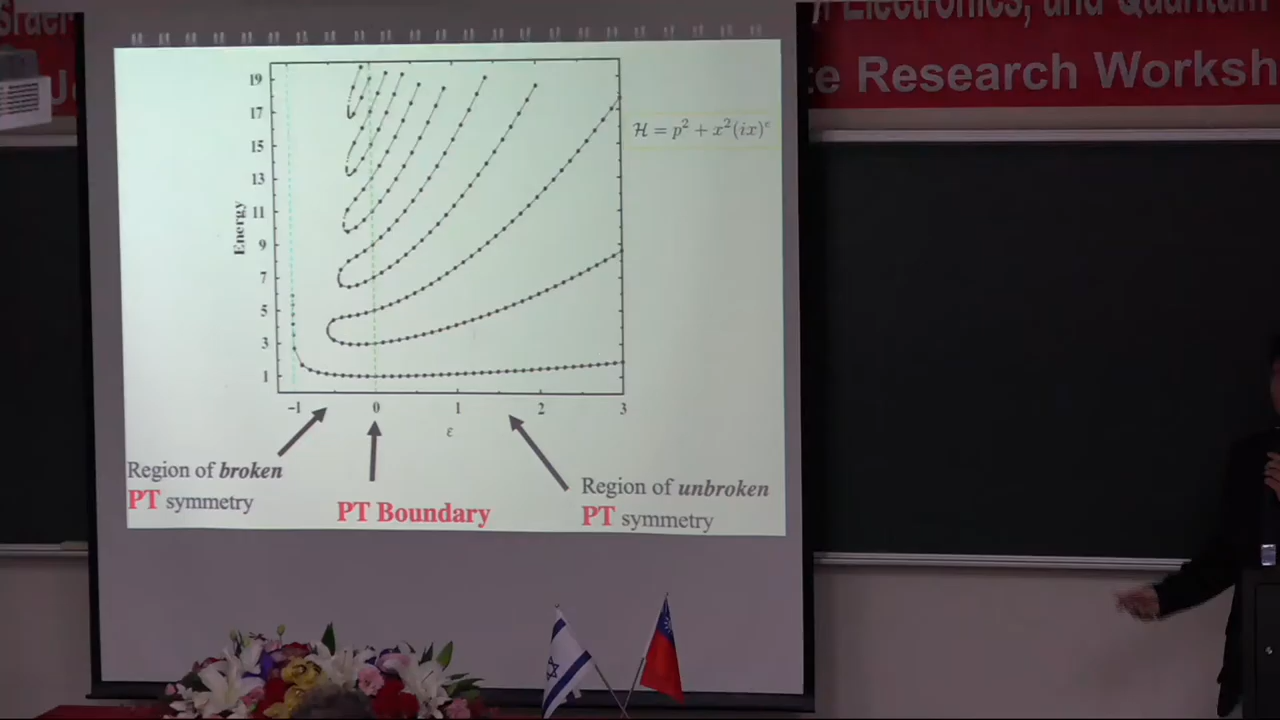 Electronics, and Quantum
te Research Worksh
19
17
15
13
11
9
7
5
3
1
Energy
H = p² + x²(ix)^ε
−1 0 1 2 3
ε
Region of broken
PT symmetry
PT Boundary
Region of unbroken
PT symmetry